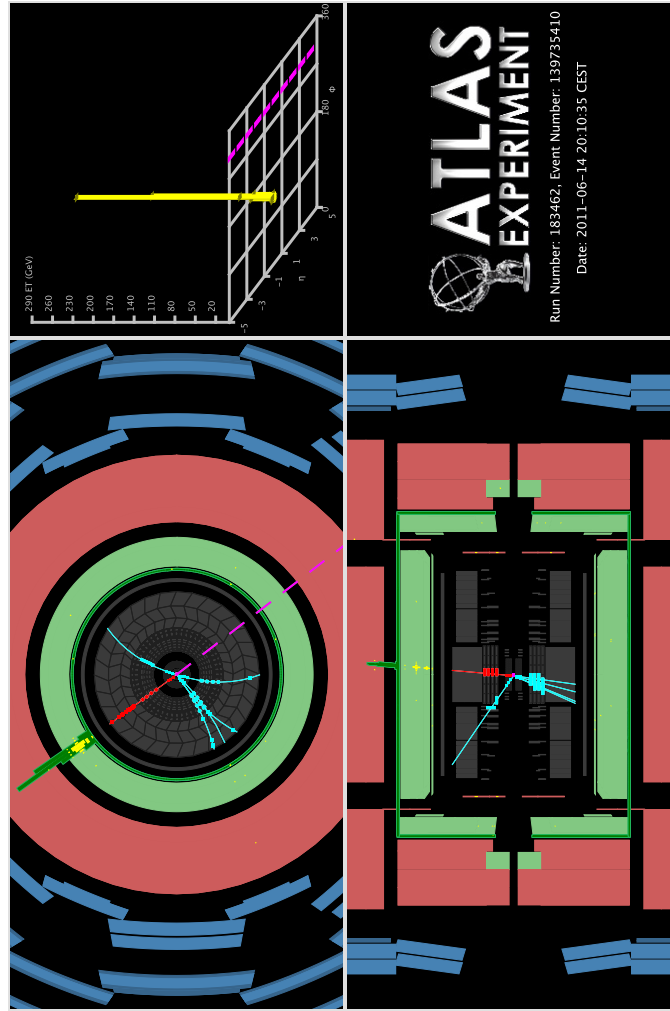 ATLAS
EXPERIMENT
Run Number: 183462, Event Number: 139735410
Date: 2011-06-14 20:10:35 CEST
290 ET (GeV)
260
230
200
170
140
110
80
50
20
-5
-3
-1
η
1
3
5
0
180
Φ
360